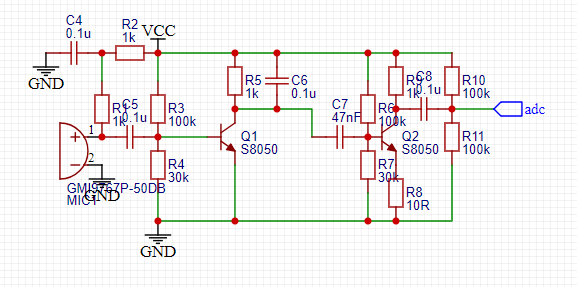 C4
0.1u
R2
1k
VCC
GND
R1
1k
C5
0.1u
R3
100k
R5
1k
C6
0.1u
C7
47nF
R6
100k
R9
1k
C8
0.1u
R10
100k
adc
1
2
Q1
S8050
Q2
S8050
R4
30k
R7
30k
R8
10R
R11
100k
GND
MIC1
GND